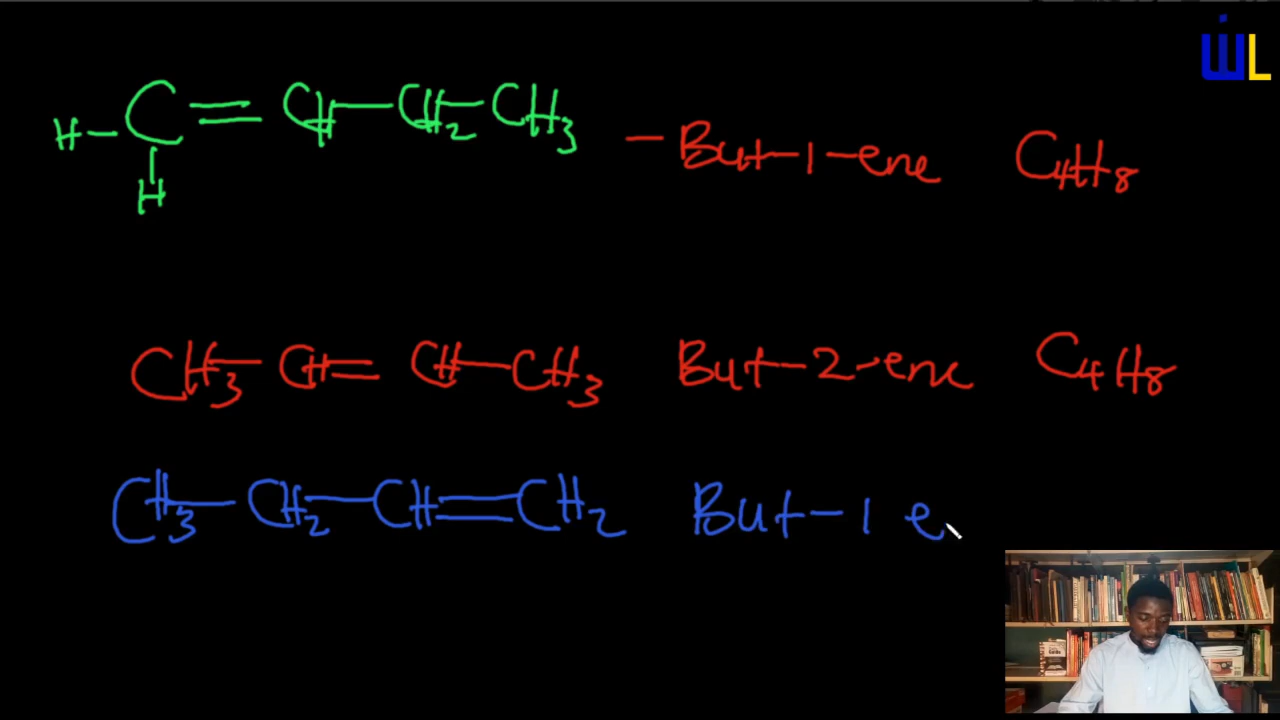 H-C=CH-CH₂-CH₃ - But-1-ene C₄H₈
H
CH₃-CH=CH-CH₃ But-2-ene C₄H₈
CH₃-CH₂-CH=CH₂ But-1 e
WL